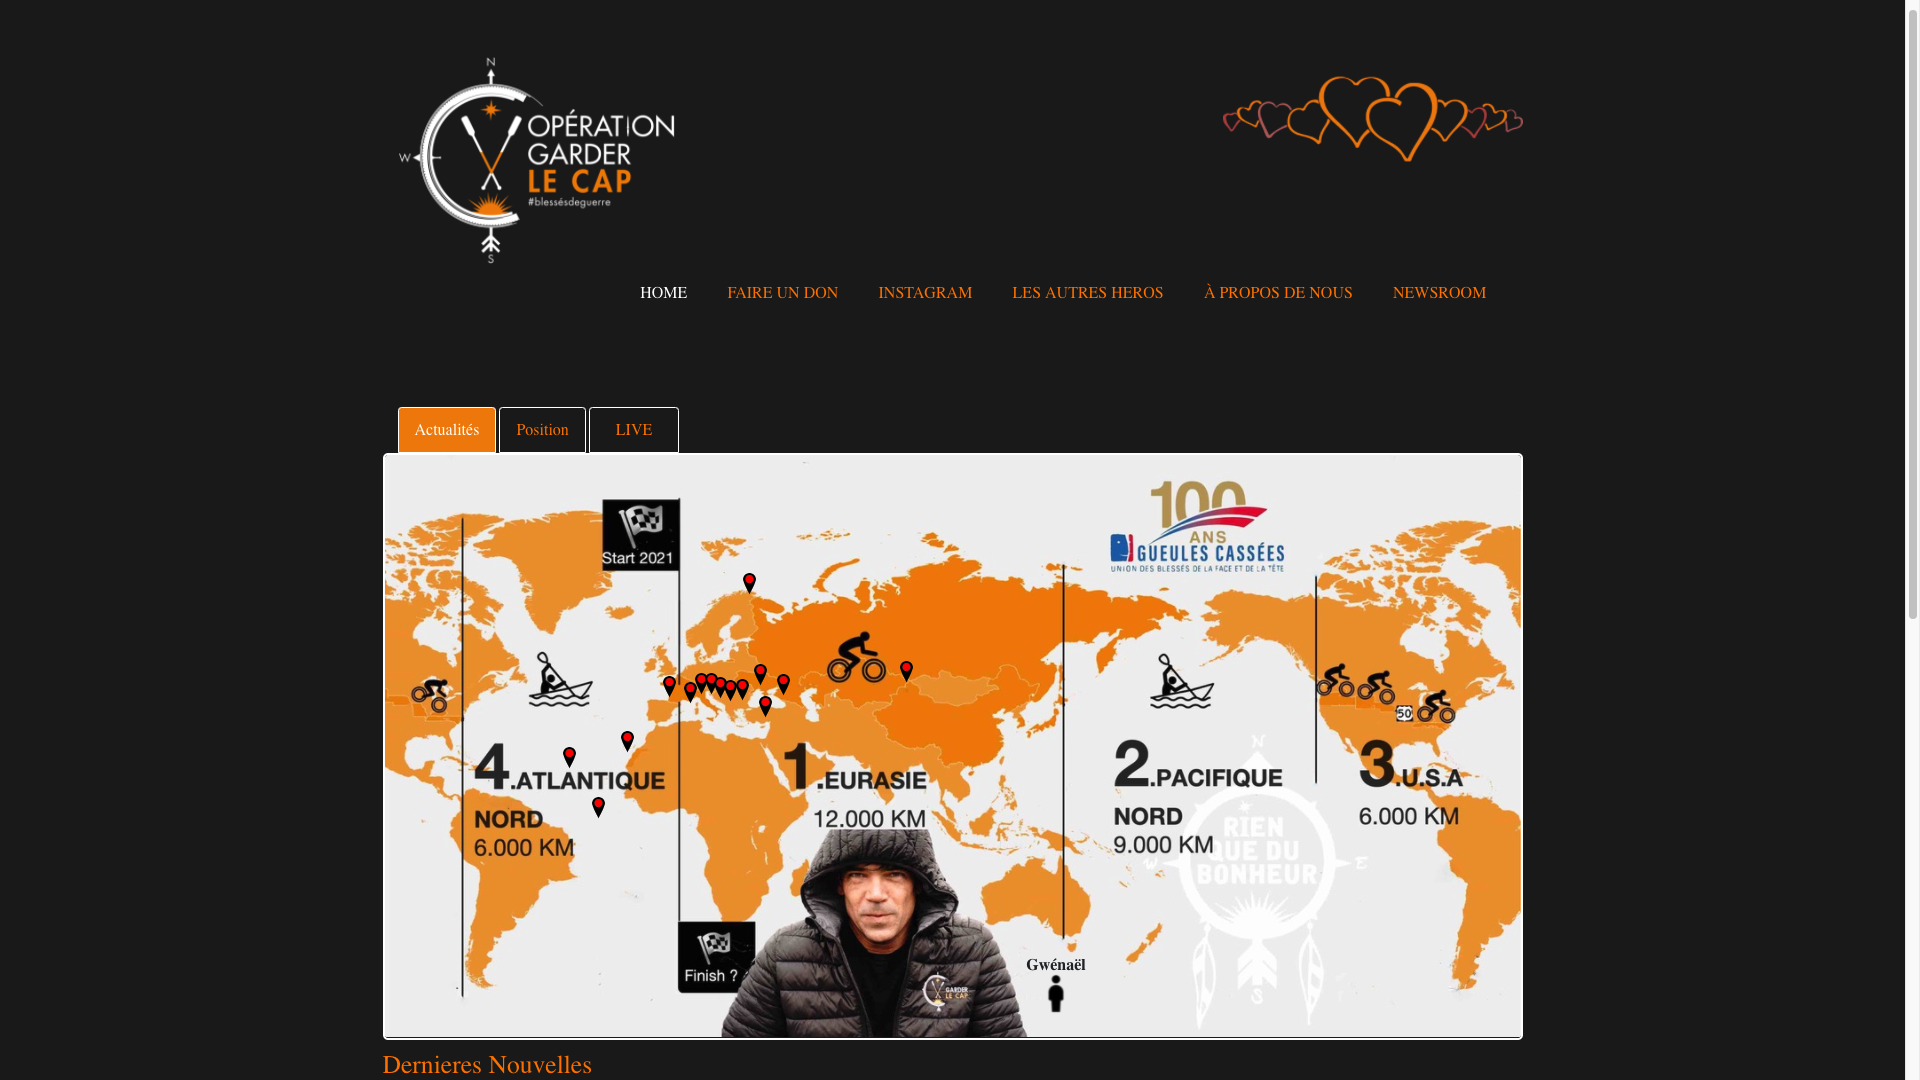 N
W
OPÉRATION
GARDER
LE CAP
#blessésdeguerre
S
HOME
FAIRE UN DON
INSTAGRAM
LES AUTRES HEROS
À PROPOS DE NOUS
NEWSROOM
Actualités
Position
LIVE
100
ANS
GUEULES CASSÉES
UNION DES BLESSÉS DE LA FACE ET DE LA TÊTE
Start 2021
50
4.ATLANTIQUE
NORD
6.000 KM
1.EURASIE
12.000 KM
2.PACIFIQUE
NORD
9.000 KM
3.U.S.A
6.000 KM
N
RIEN
QUE DU
BONHEUR
W
E
S
Finish ?
GARDER
LE CAP
Gwénaël
Dernieres Nouvelles